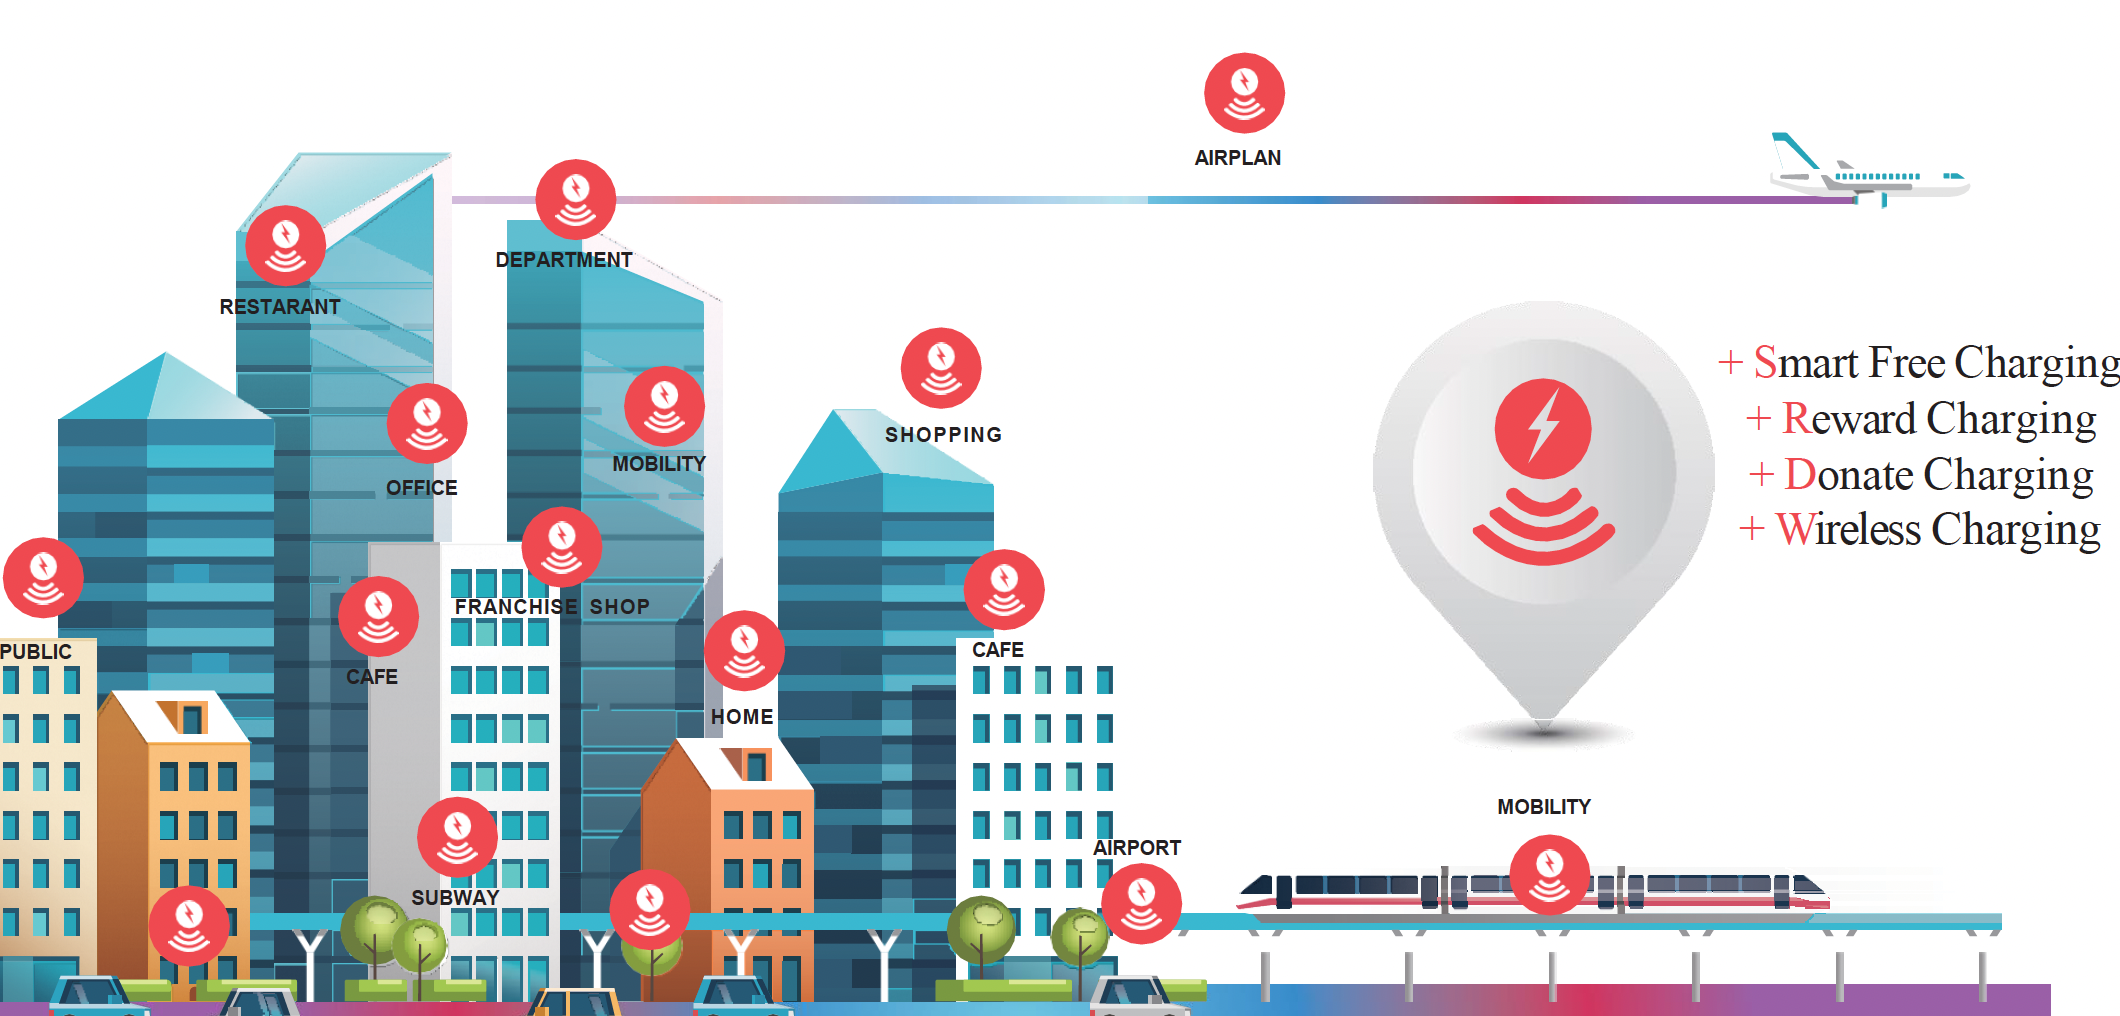 AIRPLAN
DEPARTMENT
RESTARANT
+ Smart Free Charging
+ Reward Charging
+ Donate Charging
+ Wireless Charging
SHOPPING
MOBILITY
OFFICE
FRANCHISE SHOP
PUBLIC
CAFE
CAFE
HOME
MOBILITY
AIRPORT
SUBWAY